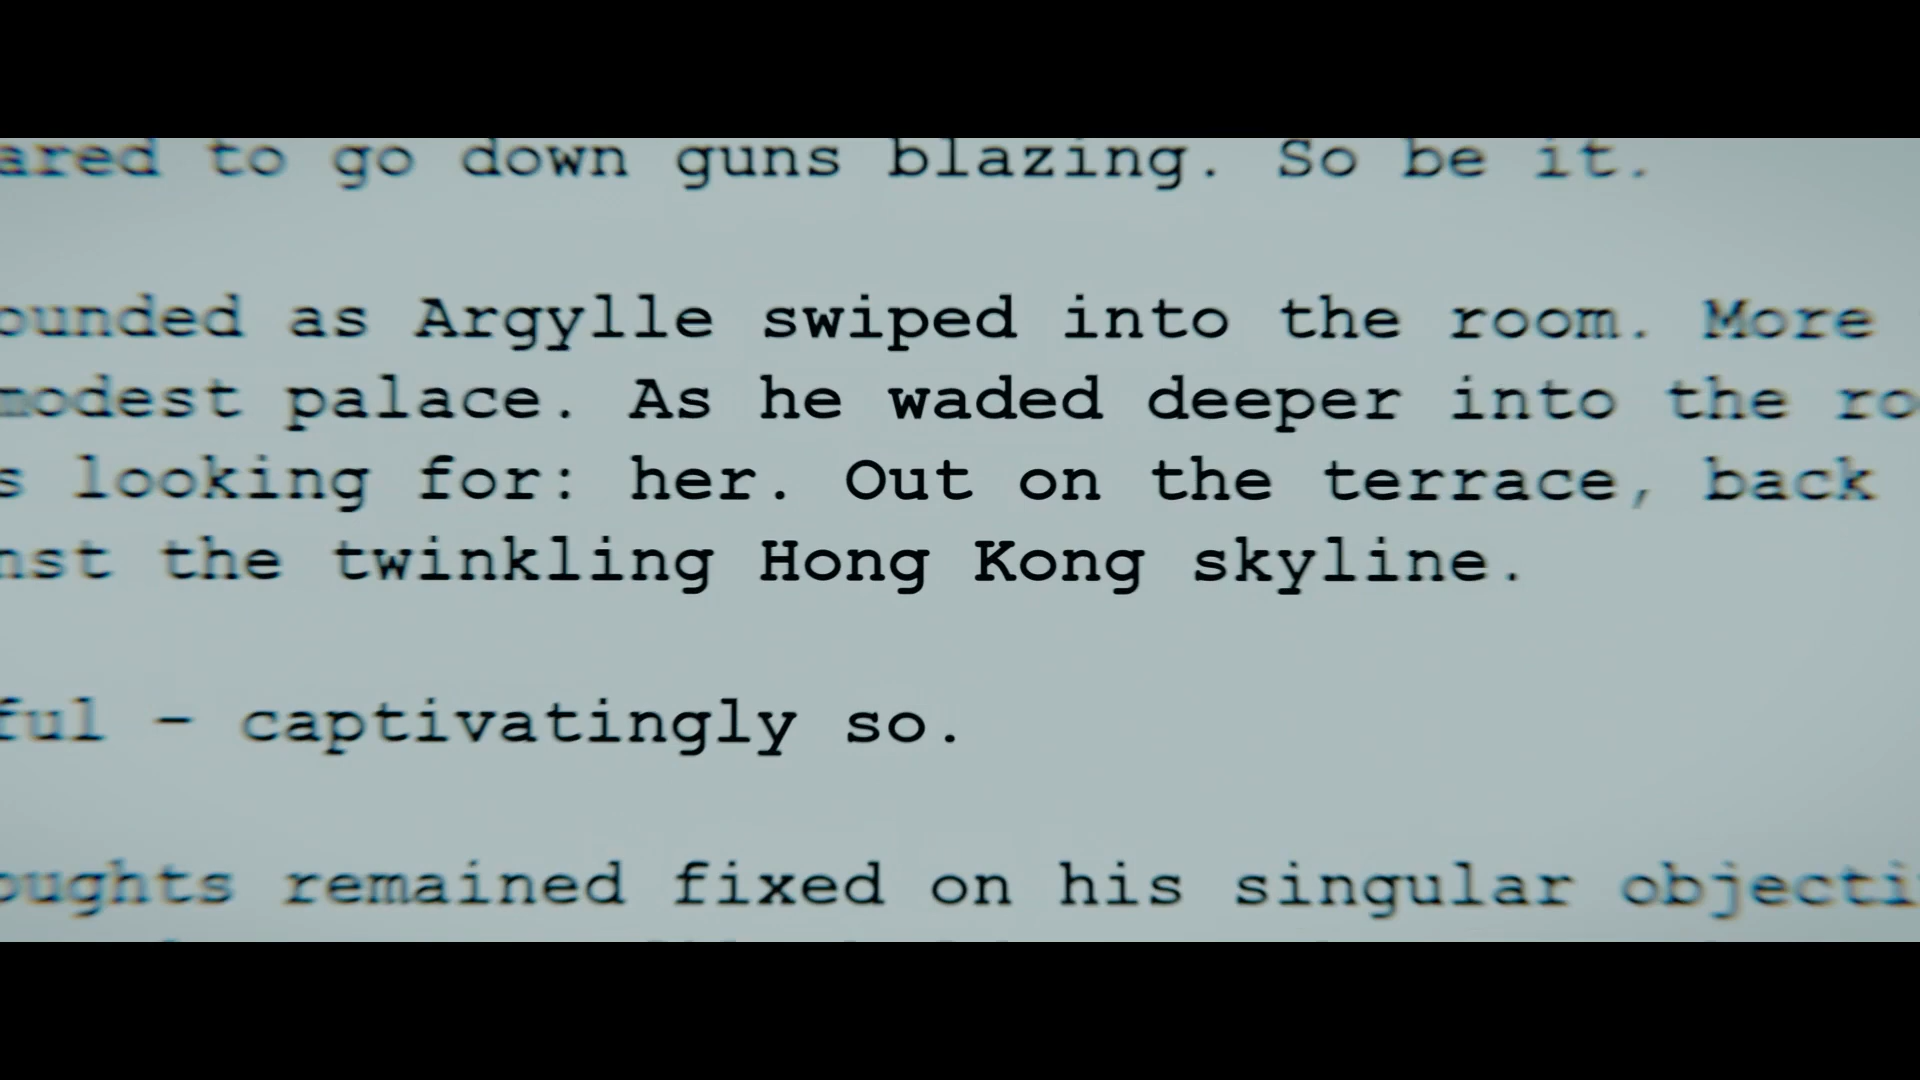 ared to go down guns blazing. So be it.
ounded as Argylle swiped into the room. More
modest palace. As he waded deeper into the ro
s looking for: her. Out on the terrace, back
nst the twinkling Hong Kong skyline.
ful – captivatingly so.
oughts remained fixed on his singular objecti